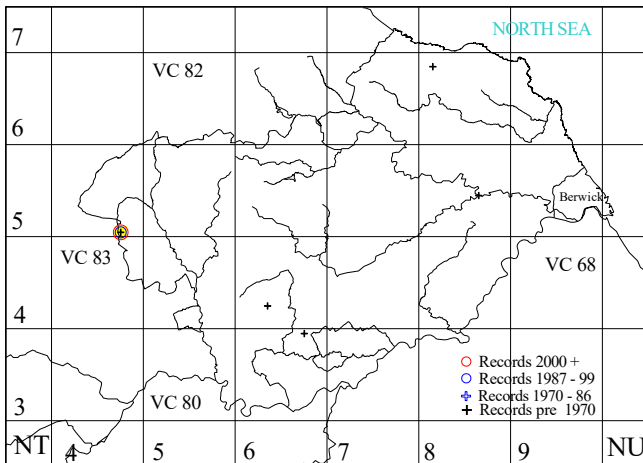 7
NORTH SEA
VC 82
6
Berwick
5
VC 83
VC 68
4
Records 2000 +
Records 1987 - 99
Records 1970 - 86
Records pre 1970
VC 80
3
NT 4 5 6 7 8 9 NU